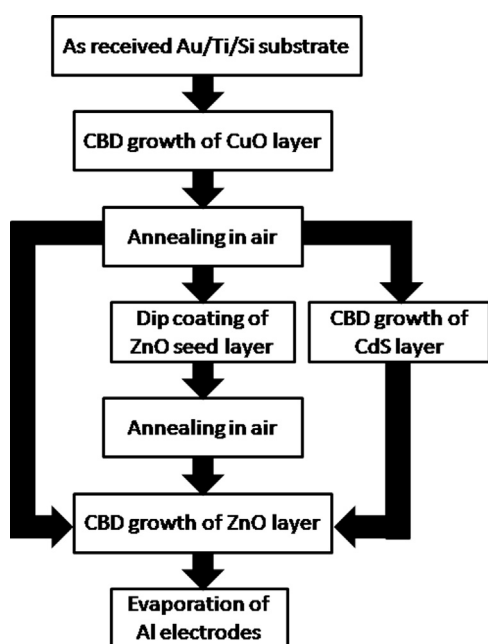 As received Au/Ti/Si substrate
CBD growth of CuO layer
Annealing in air
Dip coating of
ZnO seed layer
CBD growth of
CdS layer
Annealing in air
CBD growth of ZnO layer
Evaporation of
Al electrodes